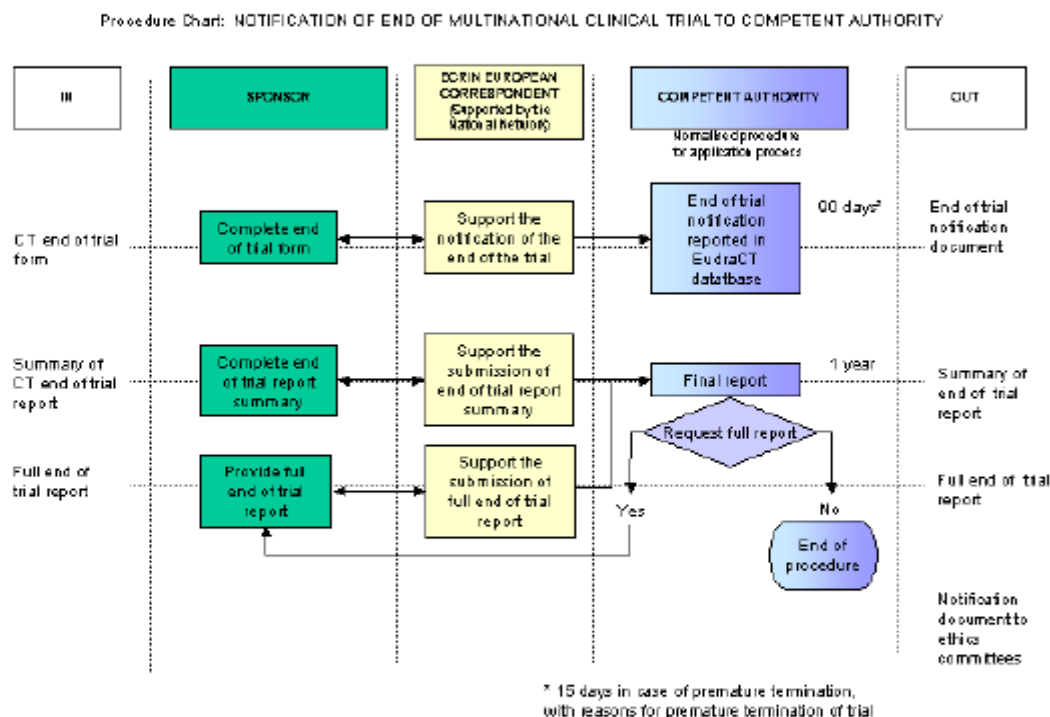 Procedure Chart: NOTIFICATION OF END OF MULTINATIONAL CLINICAL TRIAL TO COMPETENT AUTHORITY
IN
SPONSOR
ECRIN EUROPEAN
CORRESPONDENT
(Supported by the
National Network)
COMPETENT AUTHORITY
OUT
Normalised procedure
for application process
CT end of trial
form
Complete end
of trial form
Support the
notification of the
end of the trial
End of trial
notification
reported in
EudraCT
datatbase
90 days*
End of trial
notification
document
Summary of
CT end of trial
report
Complete end
of trial report
summary
Support the
submission of
end of trial report
summary
Final report
1 year
Summary of
end of trial
report
Request full report
Full end of
trial report
Provide full
end of trial
report
Support the
submission of
full end of trial
report
Yes
No
Full end of trial
report
End of
procedure
Notification
document to
ethics
committees
* 15 days in case of premature termination,
with reasons for premature termination of trial